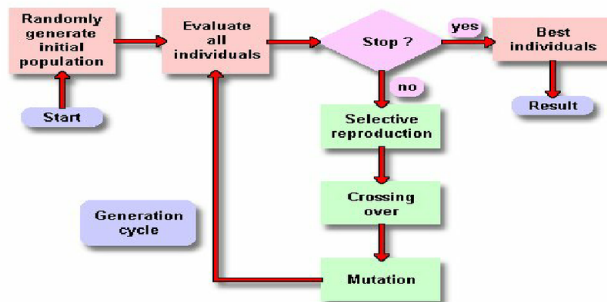 Randomly
generate
initial
population
Evaluate
all
individuals
Stop ?
yes
Best
individuals
no
Start
Result
Selective
reproduction
Crossing
over
Generation
cycle
Mutation